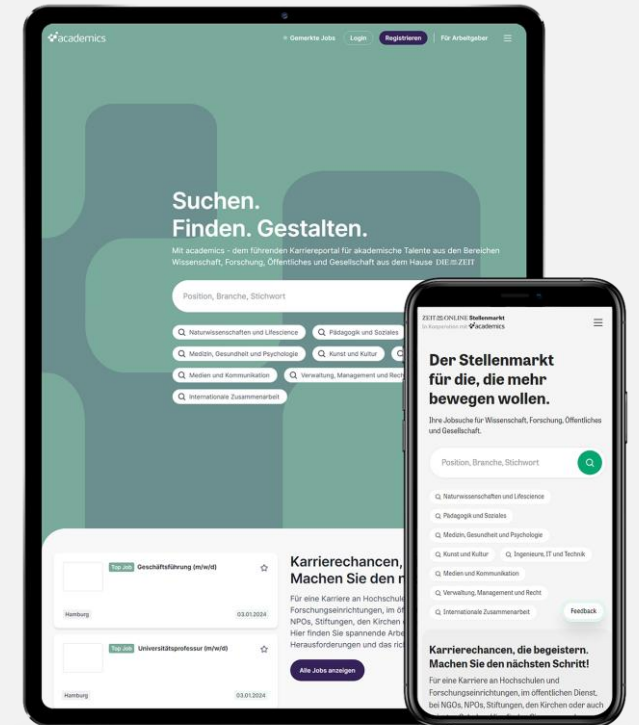 academics
Gemerkte Jobs Login Registrieren Für Arbeitgeber
Suchen.
Finden. Gestalten.
Mit academics - dem führenden Karriereportal für akademische Talente aus den Bereichen
Wissenschaft, Forschung, Öffentliches und Gesellschaft aus dem Hause DIE ZEIT
Position, Branche, Stichwort
Naturwissenschaften und Lifescience Pädagogik und Soziales
Medizin, Gesundheit und Psychologie Kunst und Kultur
Medien und Kommunikation Verwaltung, Management und Recht
Internationale Zusammenarbeit
Top Job Geschäftsführung (m/w/d)
Hamburg 03.01.2024
Top Job Universitätsprofessur (m/w/d)
Hamburg 03.01.2024
Karrierechancen,
Machen Sie den n
Für eine Karriere an Hochschule
Forschungseinrichtungen, im öf
NPOs, Stiftungen, den Kirchen
Hier finden Sie spannende Arbe
Herausforderungen und das ric
Alle Jobs anzeigen
ZEIT ONLINE Stellenmarkt
In Kooperation mit academics
Der Stellenmarkt
für die, die mehr
bewegen wollen.
Ihre Jobsuche für Wissenschaft, Forschung, Öffentliches
und Gesellschaft.
Position, Branche, Stichwort
Naturwissenschaften und Lifescience
Pädagogik und Soziales
Medizin, Gesundheit und Psychologie
Kunst und Kultur Ingenieure, IT und Technik
Medien und Kommunikation
Verwaltung, Management und Recht
Internationale Zusammenarbeit Feedback
Karrierechancen, die begeistern.
Machen Sie den nächsten Schritt!
Für eine Karriere an Hochschulen und
Forschungseinrichtungen, im öffentlichen Dienst,
bei NGOs, NPOs, Stiftungen, den Kirchen oder auch